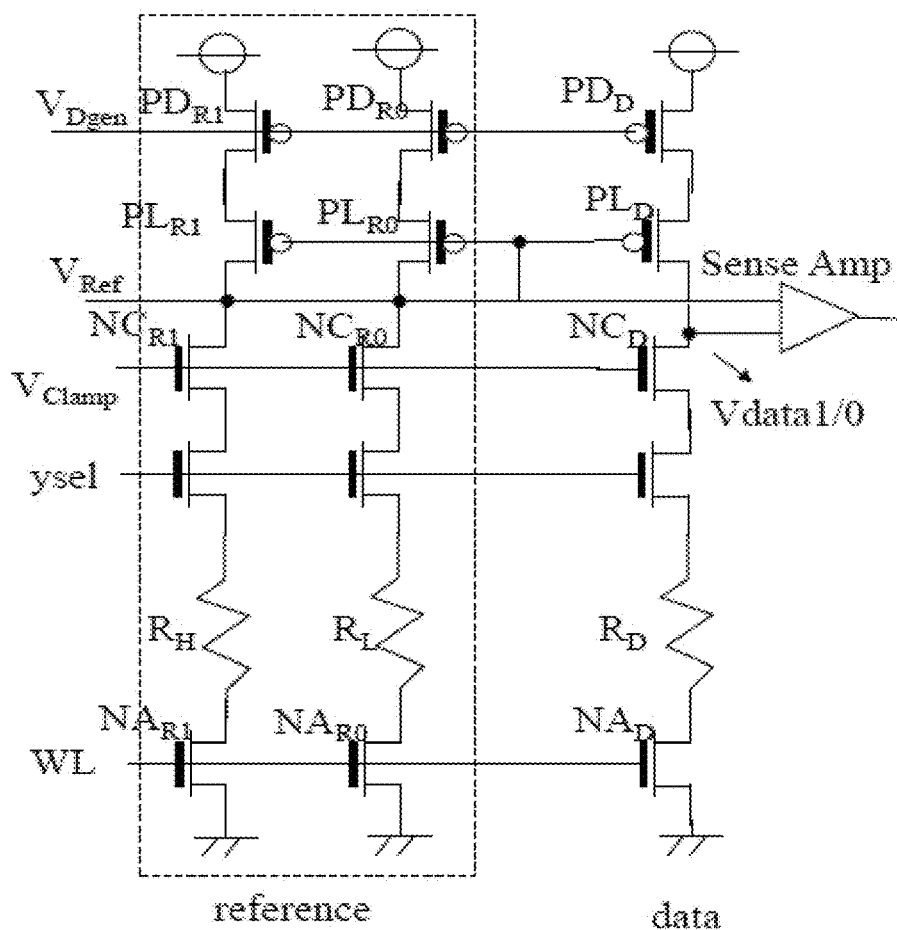 V_Dgen PD_R1 PD_R0 PD_D
PL_R1 PL_R0 PL_D
V_Ref Sense Amp
NC_R1 NC_R0 NC_D
V_Clamp Vdata1/0
ysel
R_H R_L R_D
NA_R1 NA_R0 NA_D
WL
reference data